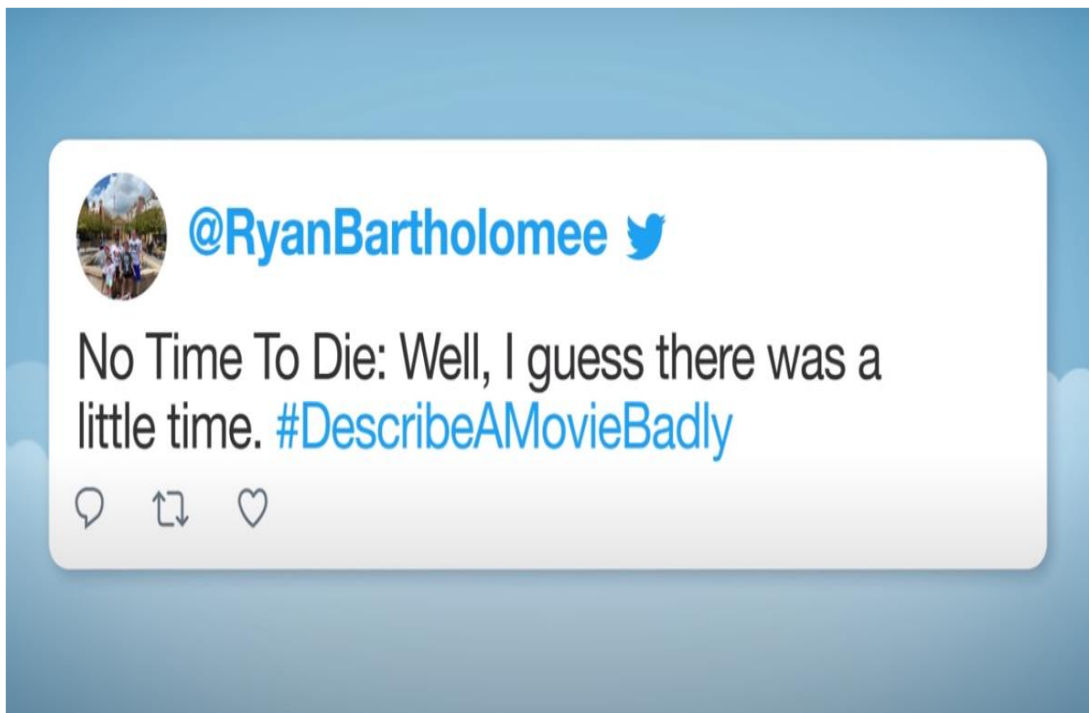 @RyanBartholomee
No Time To Die: Well, I guess there was a
little time. #DescribeAMovieBadly